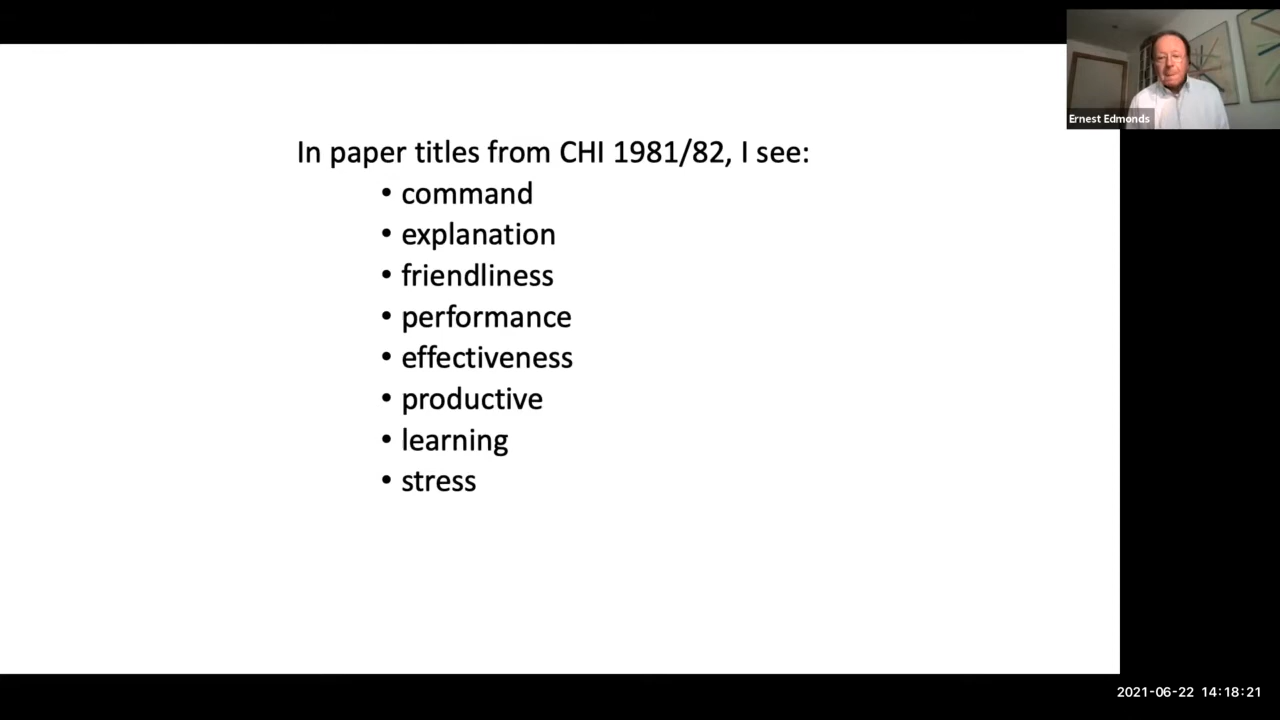 Ernest Edmonds
In paper titles from CHI 1981/82, I see:
• command
• explanation
• friendliness
• performance
• effectiveness
• productive
• learning
• stress
2021-06-22 14:18:21